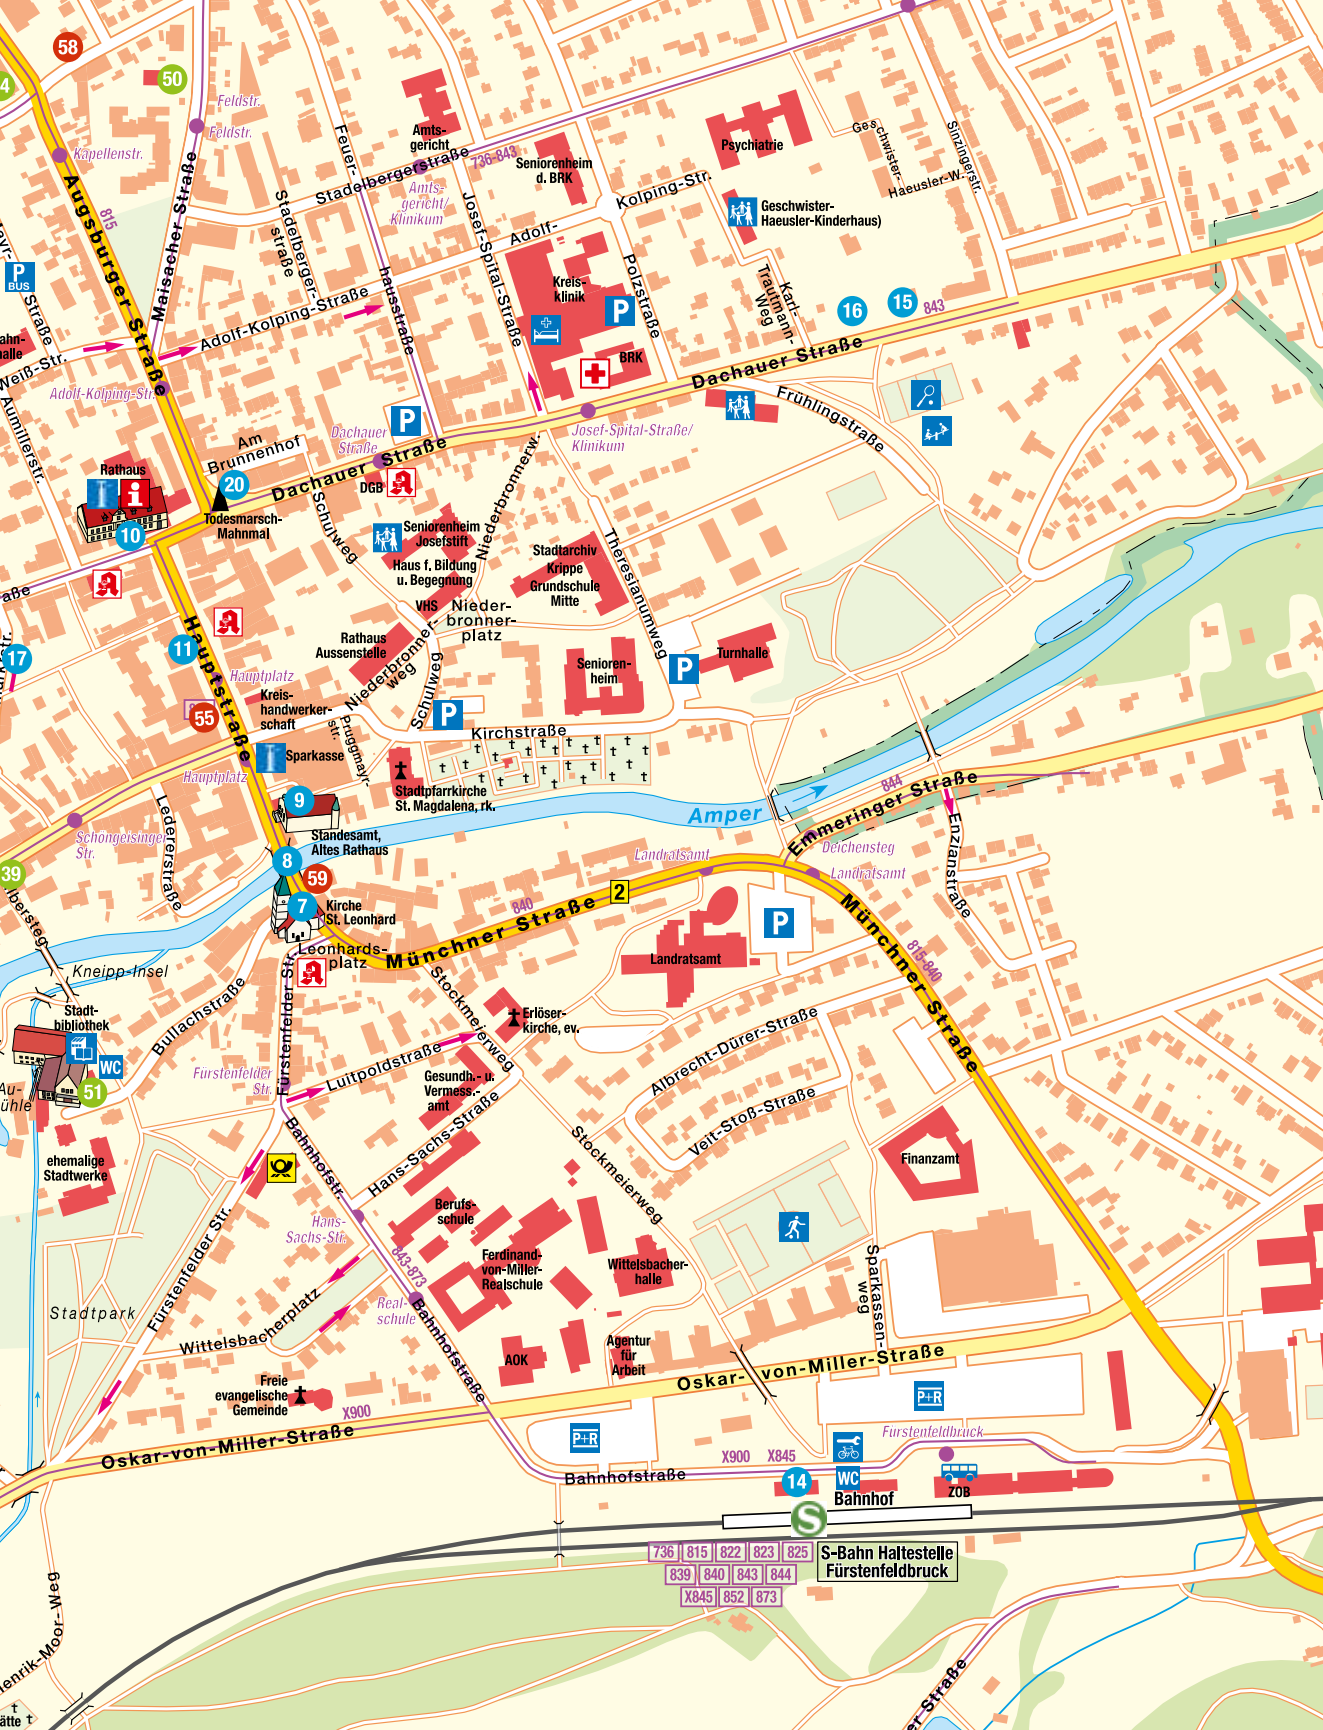 58
50
4
Feldstr.
Feldstr.
Kapellenstr.
Augsburger Straße
815
Maisacher Straße
Feuer-
hausstraße
Stadelberger-
straße
Stadelbergerstraße
736-843
Amts-
gericht
Amts-
gericht/
Klinikum
Seniorenheim
d. BRK
Psychiatrie
Geschwister-
Haeusler-W.
Sinzingerstr.
Geschwister-
Haeusler-Kinderhaus)
Kolping-Str.
Adolf-
Josef-Spital-Straße
Polzstraße
Karl-
Trautmann-
Weg
Kreis-
klinik
P
BRK
16
15
843
P
BUS
Straße
Weiß-Str.
Aumillerstr.
Adolf-Kolping-Straße
Adolf-Kolping-Str.
Dachauer Straße
Frühlingstraße
Josef-Spital-Straße/
Klinikum
P
Dachauer
Straße
Am
Brunnenhof
Dachauer Straße
DGB
Rathaus
i
10
20
Todesmarsch-
Mahnmal
Schulweg
Seniorenheim
Josefstift
Haus f. Bildung
u. Begegnung
VHS
Niederbronnerw.
Nieder-
bronner-
platz
Stadtarchiv
Krippe
Grundschule
Mitte
Theresianumweg
Rathaus
Aussenstelle
Niederbronner-
weg
Schulweg
Senioren-
heim
Turnhalle
P
P
17
11
Hauptstraße
Hauptplatz
55
Kreis-
handwerker-
schaft
Pruggmayr-
str.
Kirchstraße
Sparkasse
Hauptplatz
Stadtpfarrkirche
St. Magdalena, rk.
9
Standesamt,
Altes Rathaus
8
59
7
Kirche
St. Leonhard
Leonhards-
platz
Schöngeisinger
Str.
Ledererstraße
39
Kneipp-Insel
Amper
844
Emmeringer Straße
Deichensteg
Landratsamt
Landratsamt
Enzianstraße
Münchner Straße
2
840
P
Landratsamt
Münchner Straße
815-840
Stadt-
bibliothek
WC
51
Bullachstraße
Fürstenfelder Str.
Fürstenfelder
Str.
Stockmeierweg
Erlöser-
kirche, ev.
Luitpoldstraße
Gesundh.- u.
Vermess.-
amt
Hans-Sachs-Straße
Albrecht-Dürer-Straße
Veit-Stoß-Straße
Stockmeierweg
Finanzamt
ehemalige
Stadtwerke
Bahnhofstr.
Hans-
Sachs-Str.
Berufs-
schule
Ferdinand-
von-Miller-
Realschule
Wittelsbacher-
halle
Sparkassen-
weg
Stadtpark
Fürstenfelder Str.
Wittelsbacherplatz
843-873
Real-
schule
Bahnhofstraße
AOK
Agentur
für
Arbeit
Oskar-von-Miller-Straße
Freie
evangelische
Gemeinde
X900
Oskar-von-Miller-Straße
P+R
P+R
Fürstenfeldbruck
Bahnhofstraße
X900
X845
14
WC
Bahnhof
ZOB
S
736 815 822 823 825
839 840 843 844
X845 852 873
S-Bahn Haltestelle
Fürstenfeldbruck